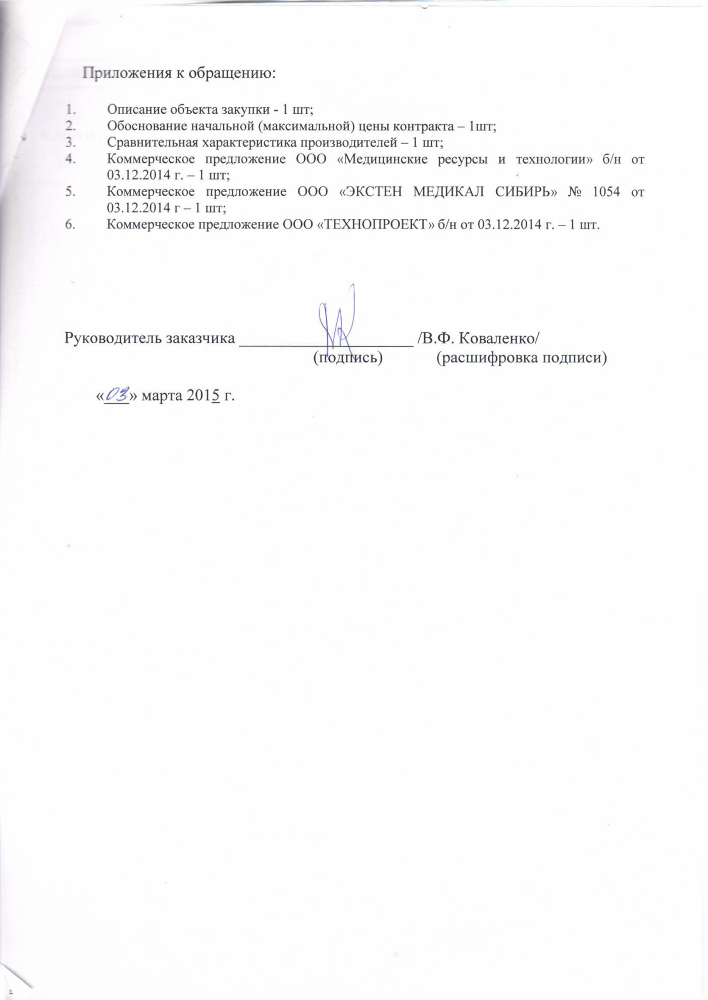 Приложения к обращению:
1. Описание объекта закупки - 1 шт;
2. Обоснование начальной (максимальной) цены контракта – 1шт;
3. Сравнительная характеристика производителей – 1 шт;
4. Коммерческое предложение ООО «Медицинские ресурсы и технологии» б/н от
03.12.2014 г. – 1 шт;
5. Коммерческое предложение ООО «ЭКСТЕН МЕДИКАЛ СИБИРЬ» № 1054 от
03.12.2014 г – 1 шт;
6. Коммерческое предложение ООО «ТЕХНОПРОЕКТ» б/н от 03.12.2014 г. – 1 шт.
Руководитель заказчика ____________________ /В.Ф. Коваленко/
(подпись) (расшифровка подписи)
«03» марта 2015 г.